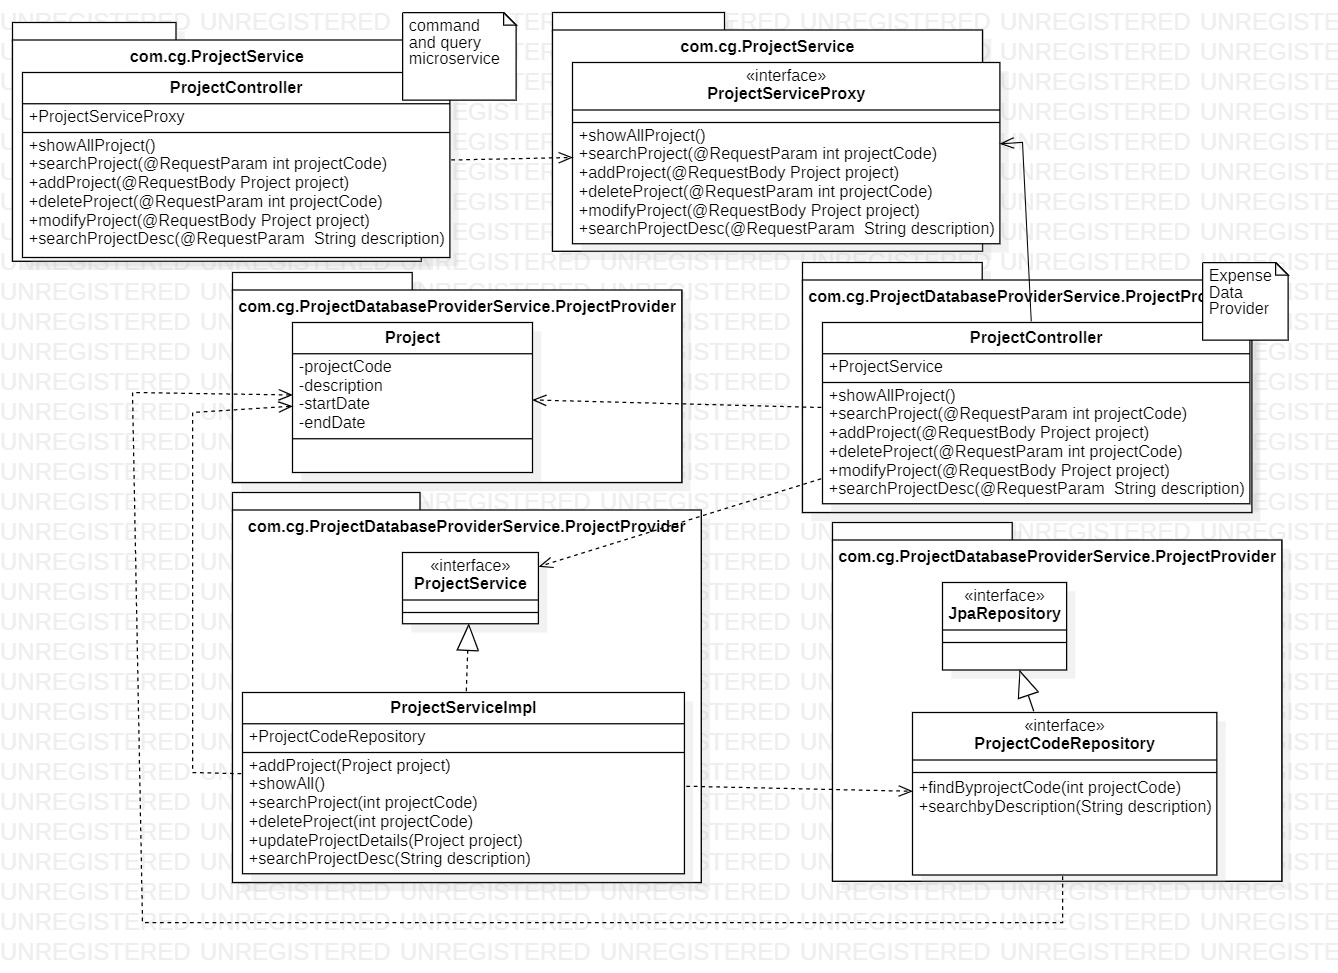 com.cg.ProjectService
ProjectController
+ProjectServiceProxy
+showAllProject()
+searchProject(@RequestParam int projectCode)
+addProject(@RequestBody Project project)
+deleteProject(@RequestParam int projectCode)
+modifyProject(@RequestBody Project project)
+searchProjectDesc(@RequestParam  String description)
command
and query
microservice
com.cg.ProjectService
«interface»
ProjectServiceProxy
+showAllProject()
+searchProject(@RequestParam int projectCode)
+addProject(@RequestBody Project project)
+deleteProject(@RequestParam int projectCode)
+modifyProject(@RequestBody Project project)
+searchProjectDesc(@RequestParam  String description)
com.cg.ProjectDatabaseProviderService.ProjectProvider
Project
-projectCode
-description
-startDate
-endDate
com.cg.ProjectDatabaseProviderService.ProjectPro
Expense
Data
Provider
ProjectController
+ProjectService
+showAllProject()
+searchProject(@RequestParam int projectCode)
+addProject(@RequestBody Project project)
+deleteProject(@RequestParam int projectCode)
+modifyProject(@RequestBody Project project)
+searchProjectDesc(@RequestParam  String description)
com.cg.ProjectDatabaseProviderService.ProjectProvider
«interface»
ProjectService
ProjectServiceImpl
+ProjectCodeRepository
+addProject(Project project)
+showAll()
+searchProject(int projectCode)
+deleteProject(int projectCode)
+updateProjectDetails(Project project)
+searchProjectDesc(String description)
com.cg.ProjectDatabaseProviderService.ProjectProvider
«interface»
JpaRepository
«interface»
ProjectCodeRepository
+findByprojectCode(int projectCode)
+searchbyDescription(String description)
UNREGISTERED